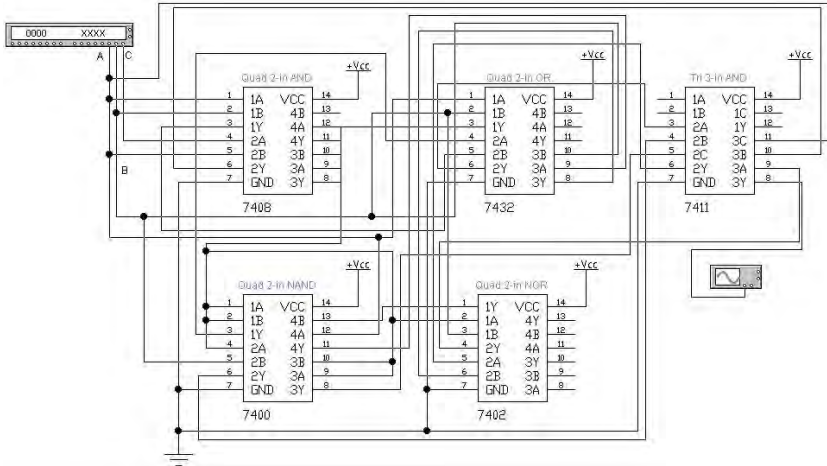 0000 XXXX
A C
B
Quad 2-In AND
+Vcc
1 1A VCC 14
2 1B 4B 13
3 1Y 4A 12
4 2A 4Y 11
5 2B 3B 10
6 2Y 3A 9
7 GND 3Y 8
7408
Quad 2-In OR
+Vcc
1 1A VCC 14
2 1B 4B 13
3 1Y 4A 12
4 2A 4Y 11
5 2B 3B 10
6 2Y 3A 9
7 GND 3Y 8
7432
Tri 3-In AND
+Vcc
1 1A VCC 14
2 1B 1C 13
3 2A 1Y 12
4 2B 3C 11
5 2C 3B 10
6 2Y 3A 9
7 GND 3Y 8
7411
Quad 2-In NAND
+Vcc
1 1A VCC 14
2 1B 4B 13
3 1Y 4A 12
4 2A 4Y 11
5 2B 3B 10
6 2Y 3A 9
7 GND 3Y 8
7400
Quad 2-In NOR
+Vcc
1 1Y VCC 14
2 1A 4Y 13
3 1B 4B 12
4 2Y 4A 11
5 2A 3Y 10
6 2B 3B 9
7 GND 3A 8
7402